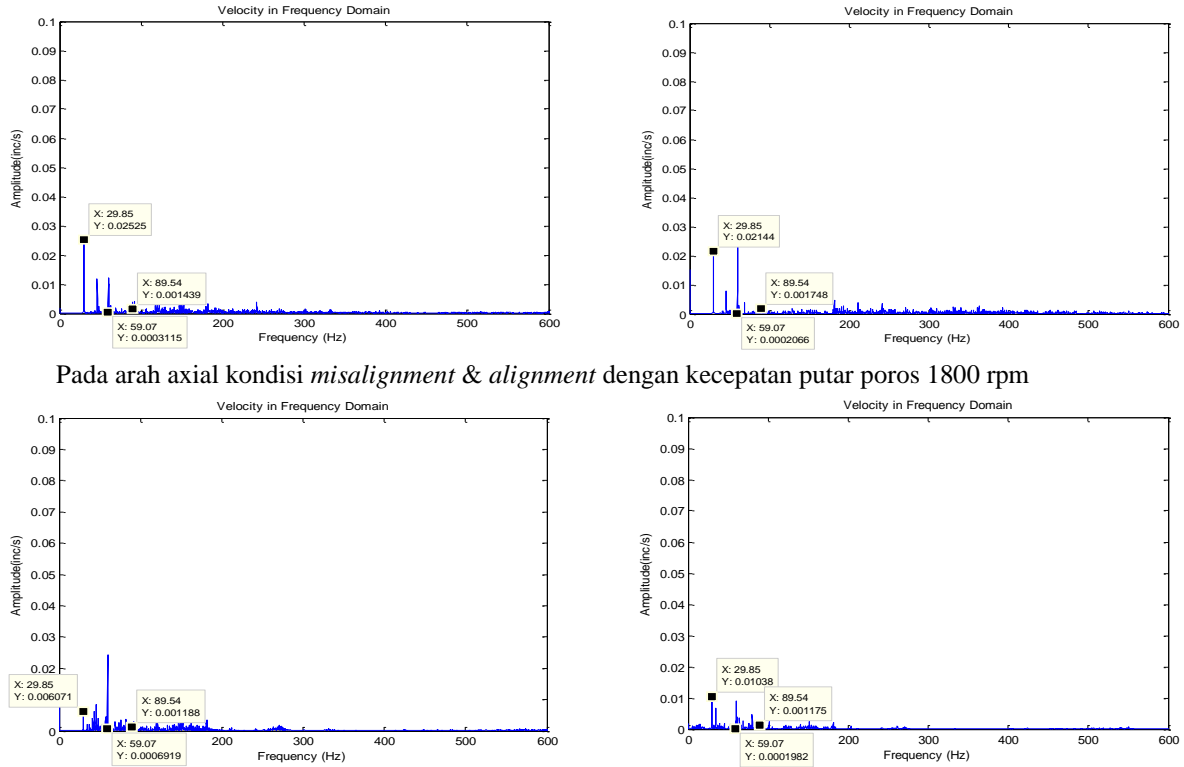 Velocity in Frequency Domain
0.1
0.09
0.08
0.07
0.06
0.05
0.04
0.03
0.02
0.01
0
Amplitude(inc/s)
X: 29.85
Y: 0.02525
X: 89.54
Y: 0.001439
X: 59.07
Y: 0.0003115
0 200 300 400 500 600
Frequency (Hz)
Velocity in Frequency Domain
0.1
0.09
0.08
0.07
0.06
0.05
0.04
0.03
0.02
0.01
0
Amplitude(inc/s)
X: 29.85
Y: 0.02144
X: 89.54
Y: 0.001748
X: 59.07
Y: 0.0002066
0 200 300 400 500 600
Frequency (Hz)
Pada arah axial kondisi misalignment & alignment dengan kecepatan putar poros 1800 rpm
Velocity in Frequency Domain
0.1
0.09
0.08
0.07
0.06
0.05
0.04
0.03
0.02
0
Amplitude(inc/s)
X: 29.85
Y: 0.006071
X: 89.54
Y: 0.001188
X: 59.07
Y: 0.0006919
0 200 300 400 500 600
Frequency (Hz)
Velocity in Frequency Domain
0.1
0.09
0.08
0.07
0.06
0.05
0.04
0.03
0.02
0.01
0
Amplitude(inc/s)
X: 29.85
Y: 0.01038
X: 89.54
Y: 0.001175
X: 59.07
Y: 0.0001982
0 200 300 400 500 600
Frequency (Hz)